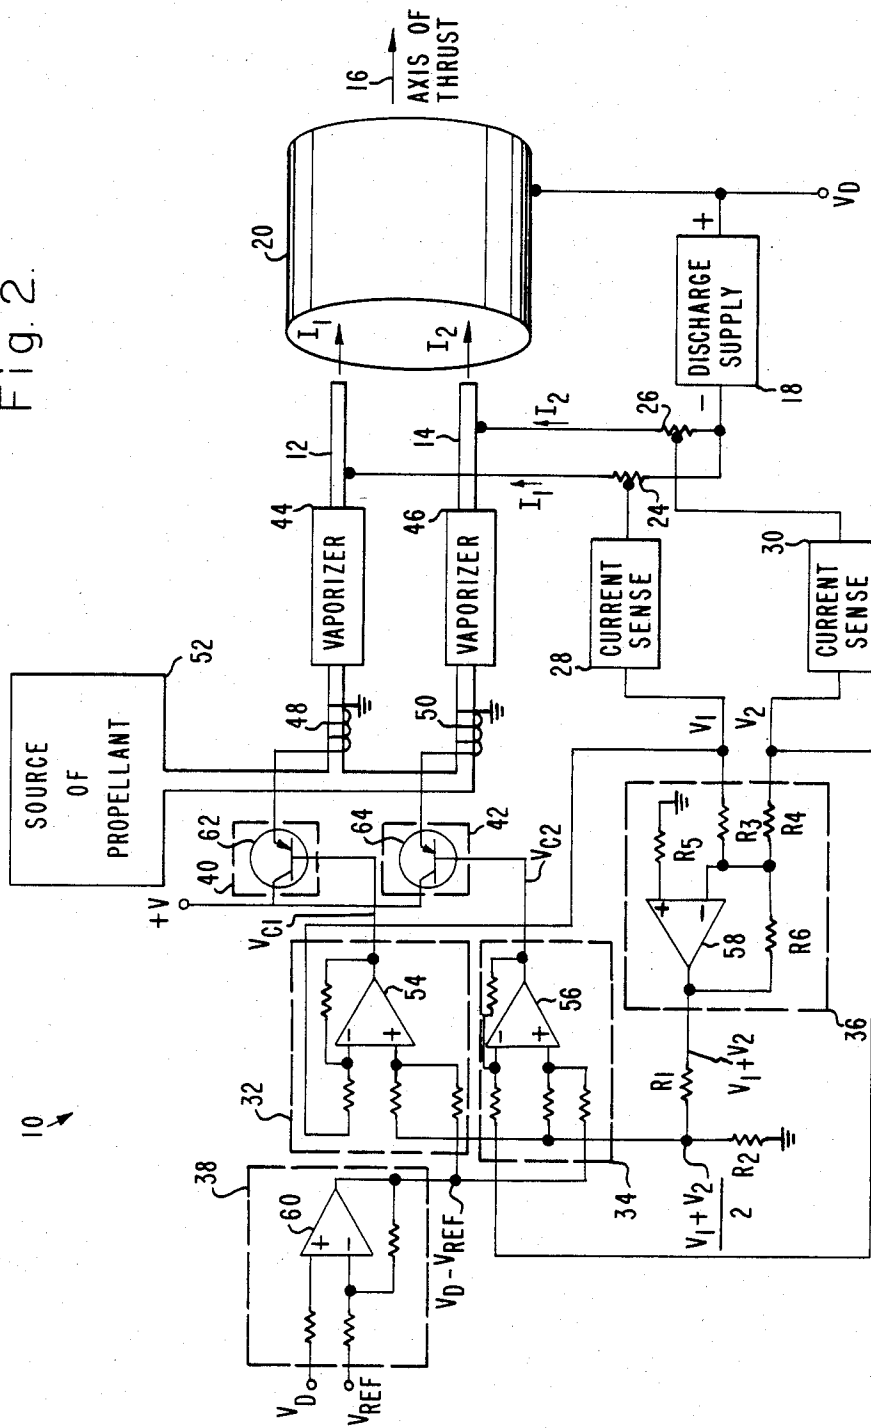 Fig. 2.
10
SOURCE
OF
PROPELLANT
52
+V
62
40
64
42
48
50
44
46
VAPORIZER
VAPORIZER
12
14
I1
I2
20
16
AXIS OF
THRUST
VC1
VC2
38
60
+
−
VD
VREF
VD − VREF
32
54
−
+
34
56
−
+
I1
I2
24
26
28
CURRENT
SENSE
30
CURRENT
SENSE
DISCHARGE
SUPPLY
−
+
18
VD
V1
V2
R3
R4
R5
R6
+
−
58
36
V1+V2
R1
R2
V1+V2
2